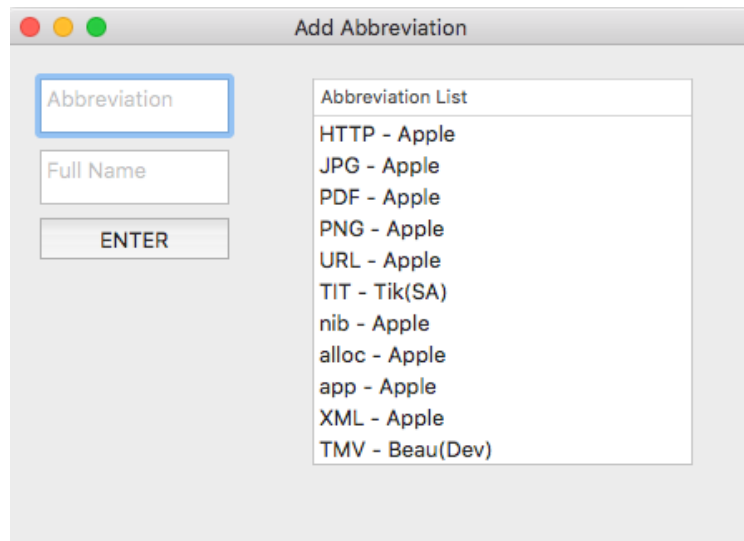 Add Abbreviation
Abbreviation
Full Name
ENTER
Abbreviation List
HTTP - Apple
JPG - Apple
PDF - Apple
PNG - Apple
URL - Apple
TIT - Tik(SA)
nib - Apple
alloc - Apple
app - Apple
XML - Apple
TMV - Beau(Dev)